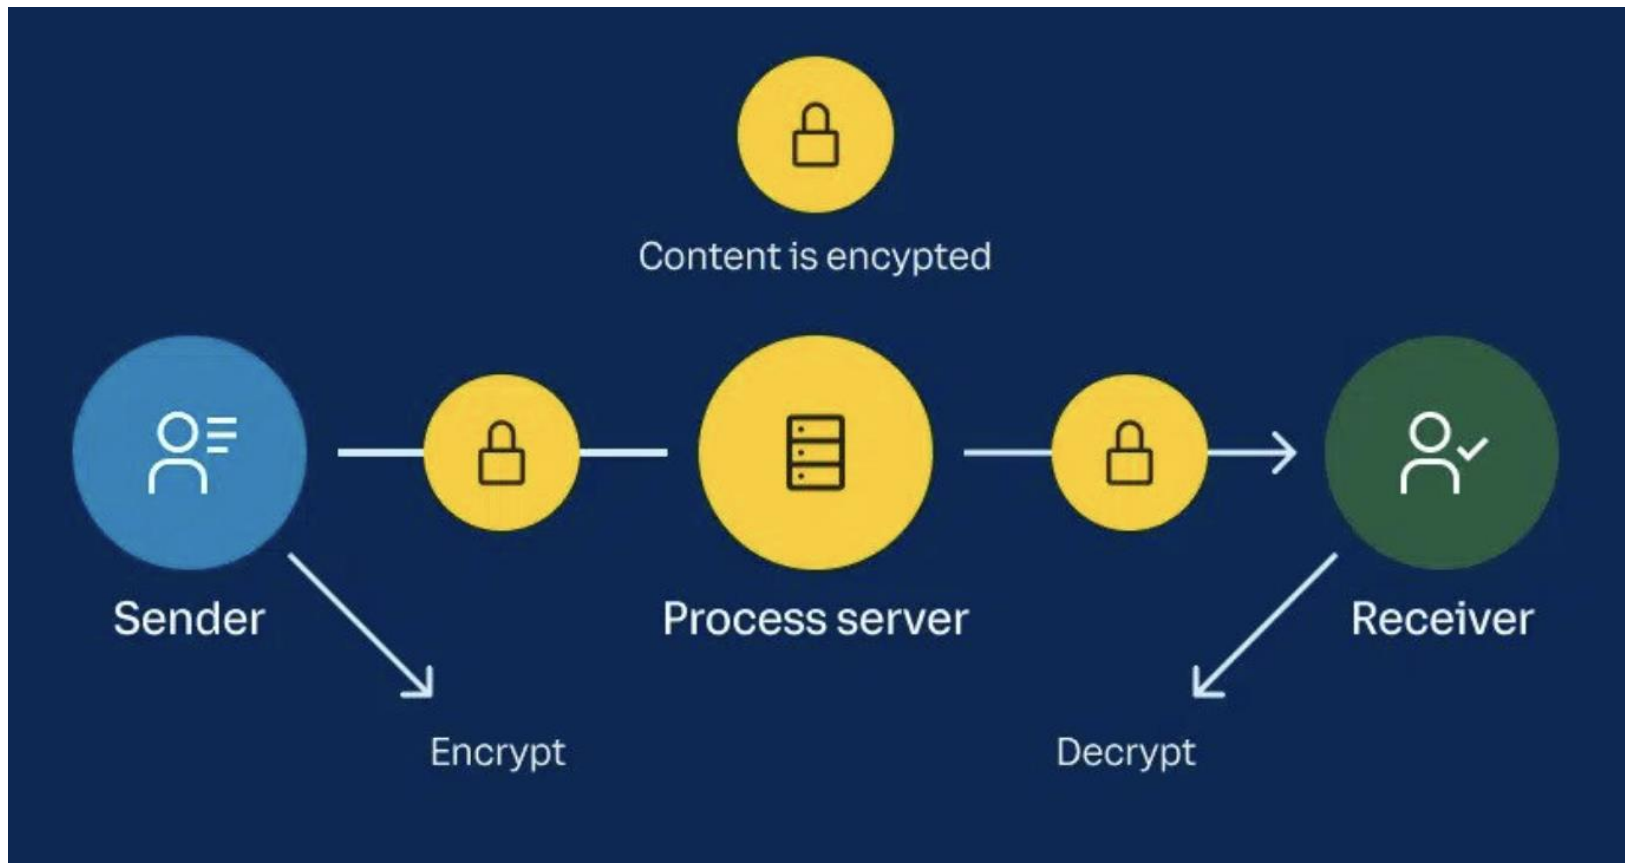 Content is encypted
Sender
Process server
Receiver
Encrypt
Decrypt